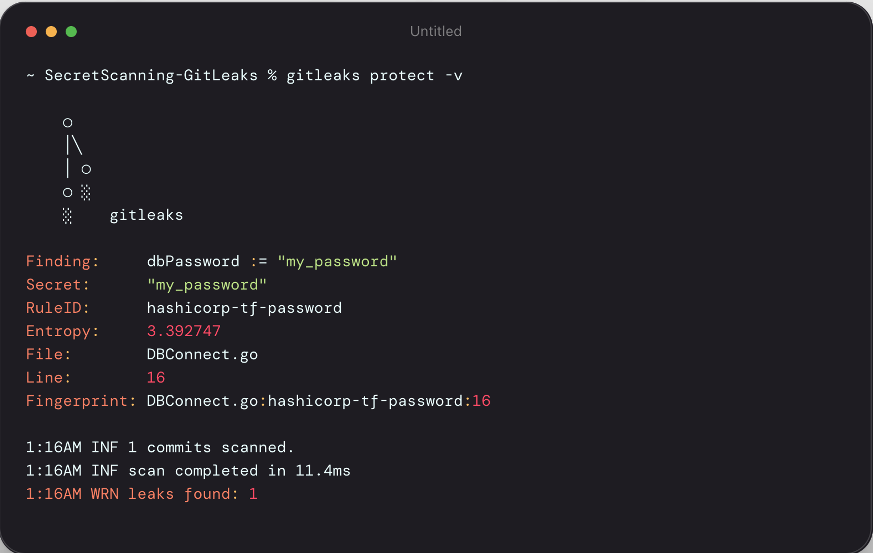 Untitled
~ SecretScanning-GitLeaks % gitleaks protect -v
○
│╲
│ ○
○ ░
░    gitleaks
Finding:     dbPassword := "my_password"
Secret:      "my_password"
RuleID:      hashicorp-tf-password
Entropy:     3.392747
File:        DBConnect.go
Line:        16
Fingerprint: DBConnect.go:hashicorp-tf-password:16
1:16AM INF 1 commits scanned.
1:16AM INF scan completed in 11.4ms
1:16AM WRN leaks found: 1